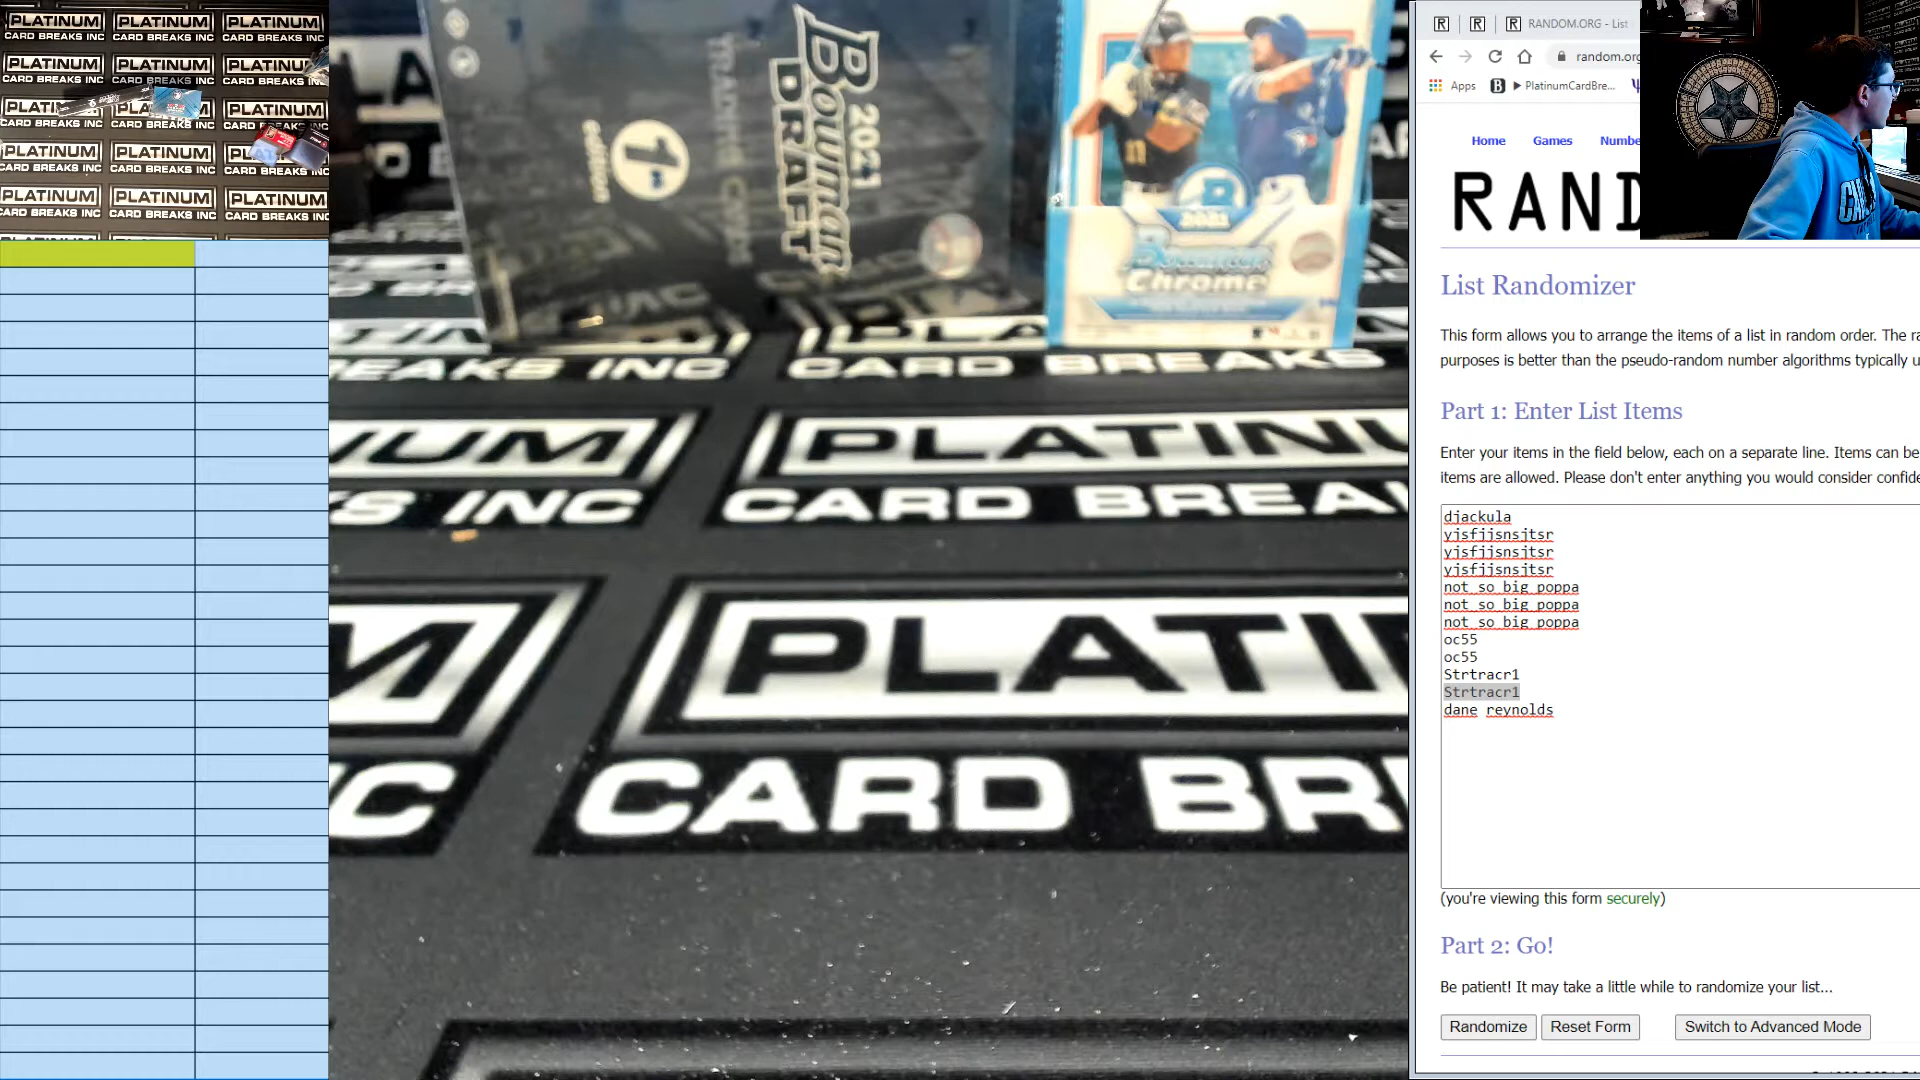 PLATINUM PLATINUM PLATINUM
CARD BREAKS INC CARD BREAKS INC CARD BREAKS INC
PLATINUM PLATINUM
CARD BREAKS INC CARD BREAKS INC CARD BREAKS INC
PLATINUM
CARD BREAKS INC CARD BREAKS INC
PLATINUM PLATINUM
CARD BREAKS INC CARD BREAKS INC
PLATINUM PLATINUM PLATINUM
CARD BREAKS INC CARD BREAKS INC CARD BREAKS INC
1st
Edition
2021
Bowman
DRAFT
2021
Bowman
Chrome
BREAKS INC CARD BREAKS
NUM PLATINU
S INC CARD BREA
M PLATI
C CARD BR
RANDOM.ORG - List
random.org
Apps
PlatinumCardBre...
Home Games Numbe
RAND
List Randomizer
This form allows you to arrange the items of a list in random order. The ra
purposes is better than the pseudo-random number algorithms typically u
Part 1: Enter List Items
Enter your items in the field below, each on a separate line. Items can be
items are allowed. Please don't enter anything you would consider confide
djackula
yjsfjjsnsjtsr
yjsfjjsnsjtsr
yjsfjjsnsjtsr
not so big poppa
not so big poppa
not so big poppa
oc55
oc55
Strtracr1
Strtracr1
dane reynolds
(you're viewing this form securely)
Part 2: Go!
Be patient! It may take a little while to randomize your list...
Randomize Reset Form Switch to Advanced Mode